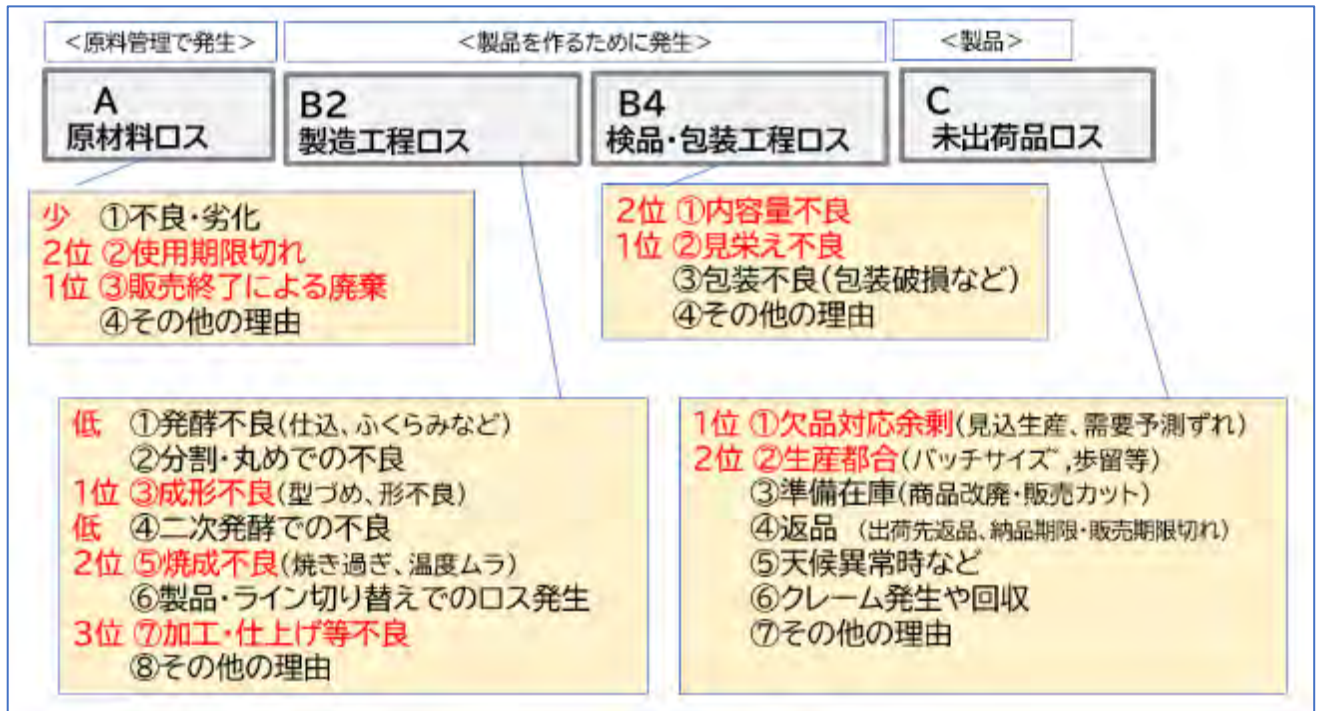 <原料管理で発生>
<製品を作るために発生>
<製品>
A
原材料ロス
B2
製造工程ロス
B4
検品・包装工程ロス
C
未出荷品ロス
少 ①不良・劣化
2位 ②使用期限切れ
1位 ③販売終了による廃棄
④その他の理由
2位 ①内容量不良
1位 ②見栄え不良
③包装不良(包装破損など)
④その他の理由
低 ①発酵不良(仕込、ふくらみなど)
②分割・丸めでの不良
1位 ③成形不良(型づめ、形不良)
低 ④二次発酵での不良
2位 ⑤焼成不良(焼き過ぎ、温度ムラ)
⑥製品・ライン切り替えでのロス発生
3位 ⑦加工・仕上げ等不良
⑧その他の理由
1位 ①欠品対応余剰(見込生産、需要予測ずれ)
2位 ②生産都合(バッチサイズ,歩留等)
③準備在庫(商品改廃・販売カット)
④返品 (出荷先返品、納品期限・販売期限切れ)
⑤天候異常時など
⑥クレーム発生や回収
⑦その他の理由